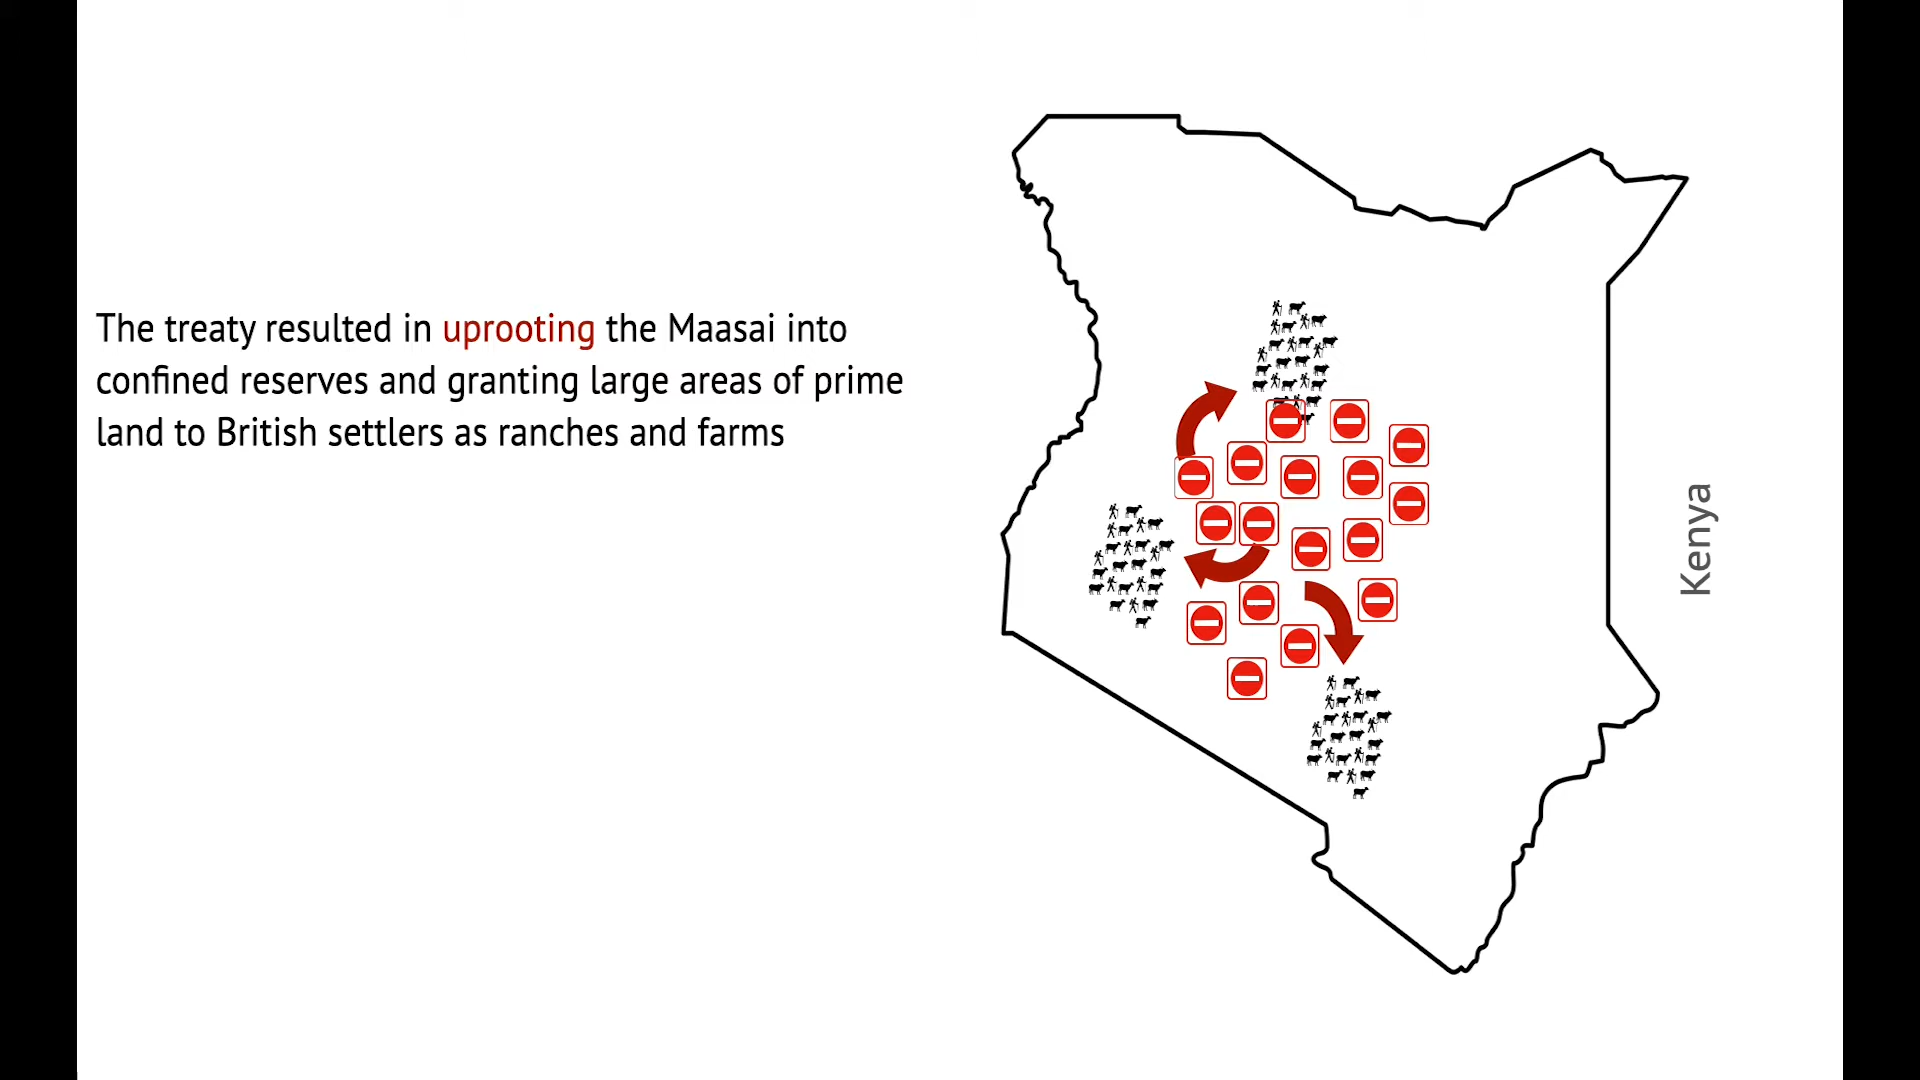 The treaty resulted in uprooting the Maasai into
confined reserves and granting large areas of prime
land to British settlers as ranches and farms
Kenya